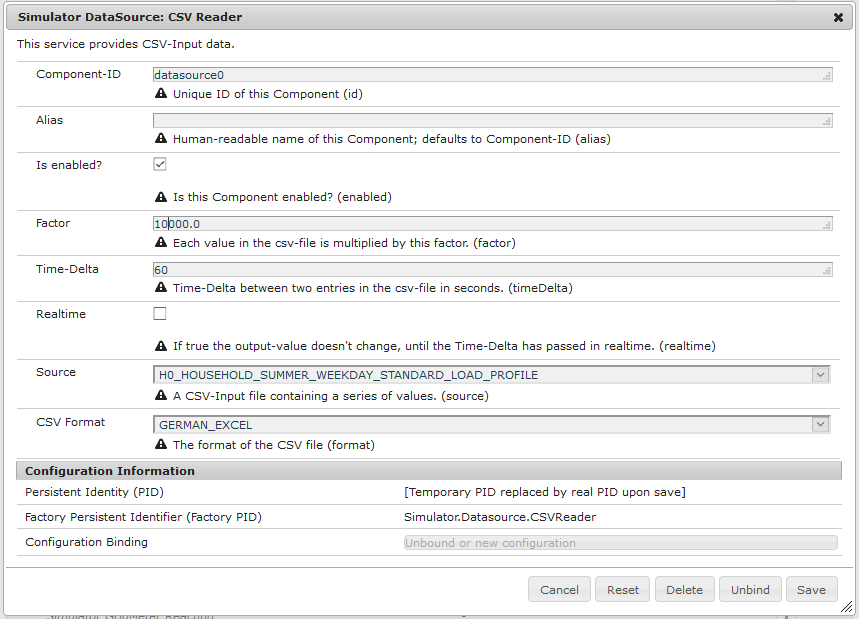 Simulator DataSource: CSV Reader
This service provides CSV-Input data.
Component-ID
datasource0
Unique ID of this Component (id)
Alias
Human-readable name of this Component; defaults to Component-ID (alias)
Is enabled?
Is this Component enabled? (enabled)
Factor
10000.0
Each value in the csv-file is multiplied by this factor. (factor)
Time-Delta
60
Time-Delta between two entries in the csv-file in seconds. (timeDelta)
Realtime
If true the output-value doesn't change, until the Time-Delta has passed in realtime. (realtime)
Source
H0_HOUSEHOLD_SUMMER_WEEKDAY_STANDARD_LOAD_PROFILE
A CSV-Input file containing a series of values. (source)
CSV Format
GERMAN_EXCEL
The format of the CSV file (format)
Configuration Information
Persistent Identity (PID) [Temporary PID replaced by real PID upon save]
Factory Persistent Identifier (Factory PID) Simulator.Datasource.CSVReader
Configuration Binding Unbound or new configuration
Cancel Reset Delete Unbind Save